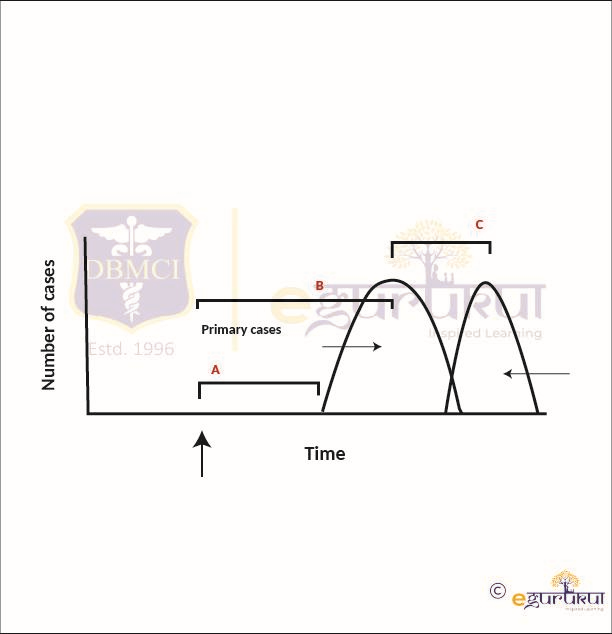 C
B
DBMCI
egurukul
Inspired Learning
Primary cases
Estd. 1996
Number of cases
A
Time
© egurukul
Inspired Learning